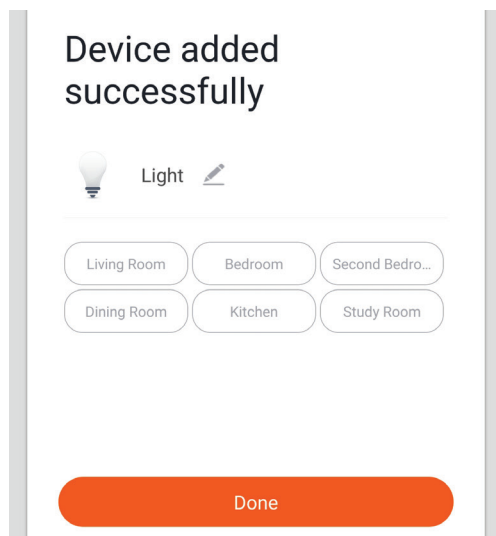 Device added
successfully
Light
Living Room Bedroom Second Bedro...
Dining Room Kitchen Study Room
Done